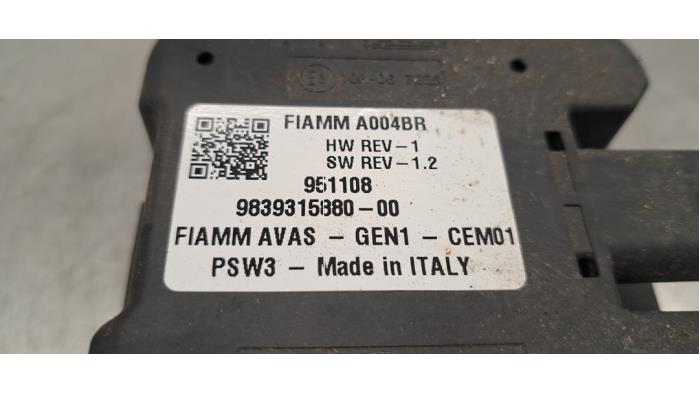 FIAMM A004BR
HW REV-1
SW REV-1.2
951108
9839315880-00
FIAMM AVAS - GEN1 - CEM01
PSW3 - Made in ITALY